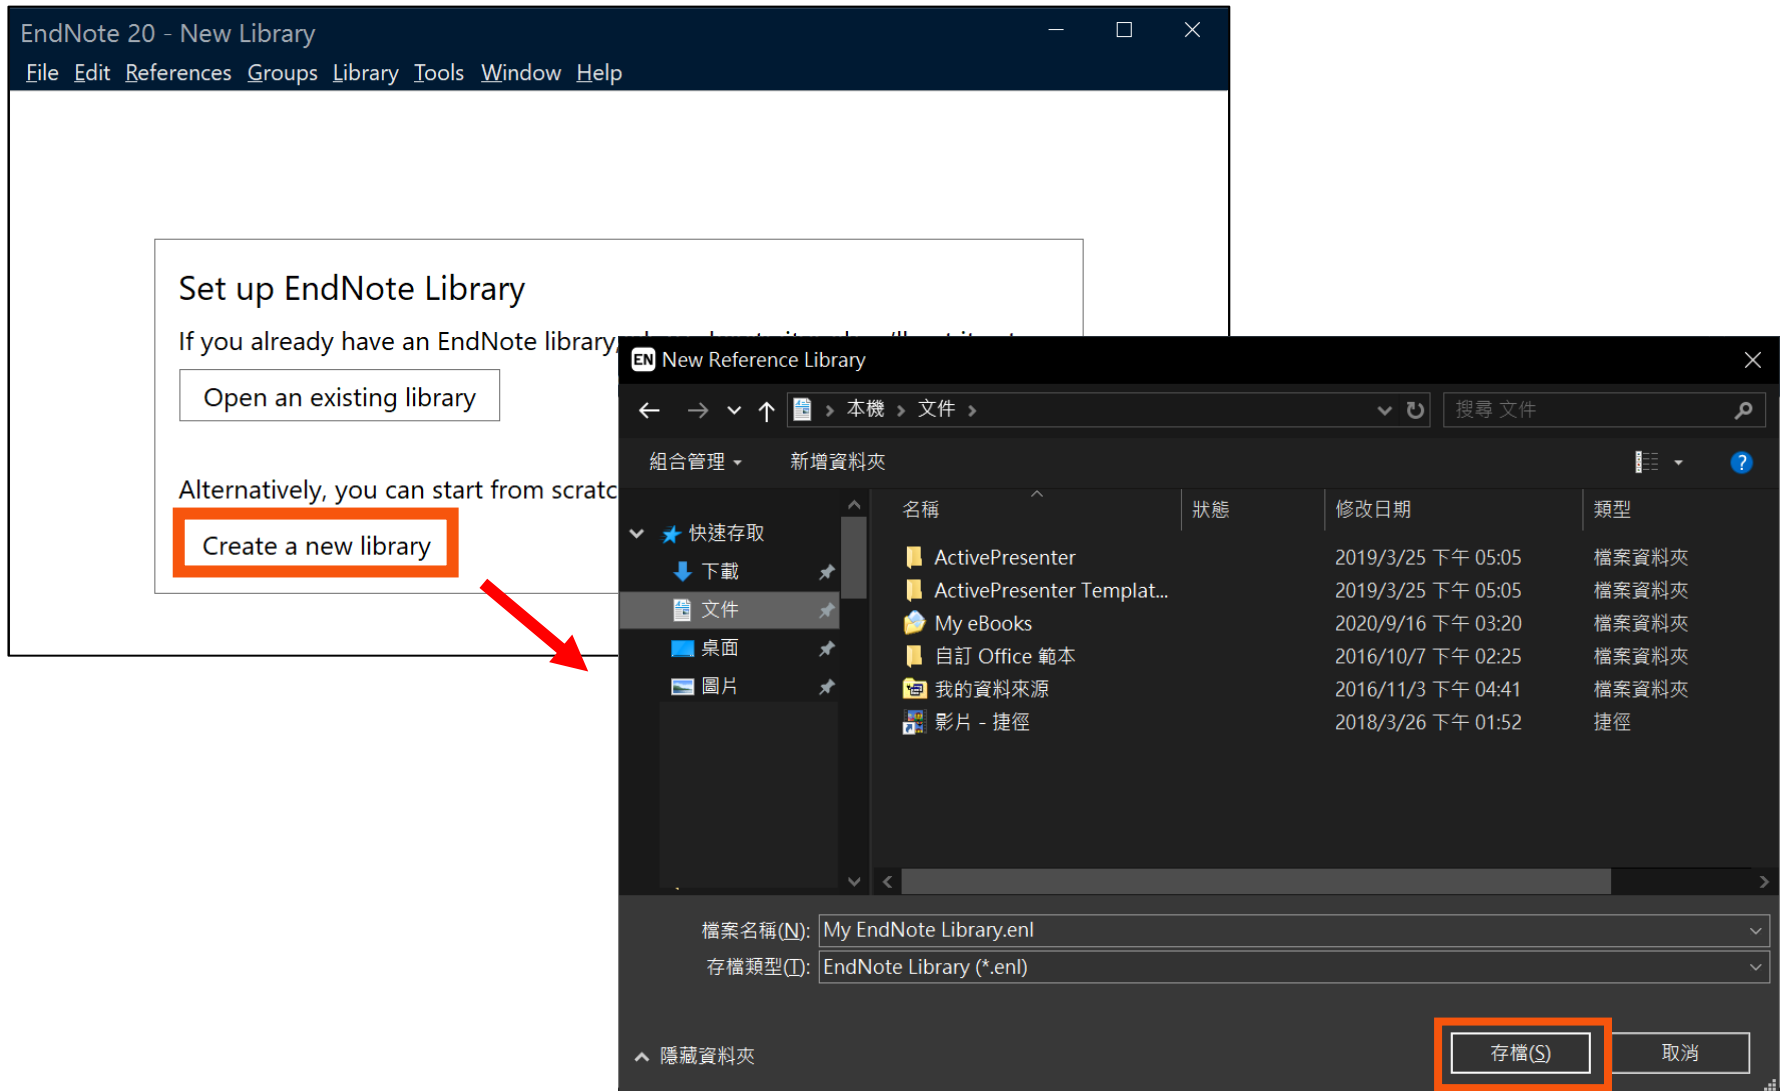 EndNote 20 - New Library
File Edit References Groups Library Tools Window Help
Set up EndNote Library
If you already have an EndNote library,
Open an existing library
Alternatively, you can start from scratc
Create a new library
EN New Reference Library
本機 文件
搜尋 文件
組合管理 新增資料夾
名稱 狀態 修改日期 類型
快速存取
下載
文件
桌面
圖片
ActivePresenter 2019/3/25 下午 05:05 檔案資料夾
ActivePresenter Templat... 2019/3/25 下午 05:05 檔案資料夾
My eBooks 2020/9/16 下午 03:20 檔案資料夾
自訂 Office 範本 2016/10/7 下午 02:25 檔案資料夾
我的資料來源 2016/11/3 下午 04:41 檔案資料夾
影片 - 捷徑 2018/3/26 下午 01:52 捷徑
檔案名稱(N): My EndNote Library.enl
存檔類型(T): EndNote Library (*.enl)
隱藏資料夾
存檔(S) 取消